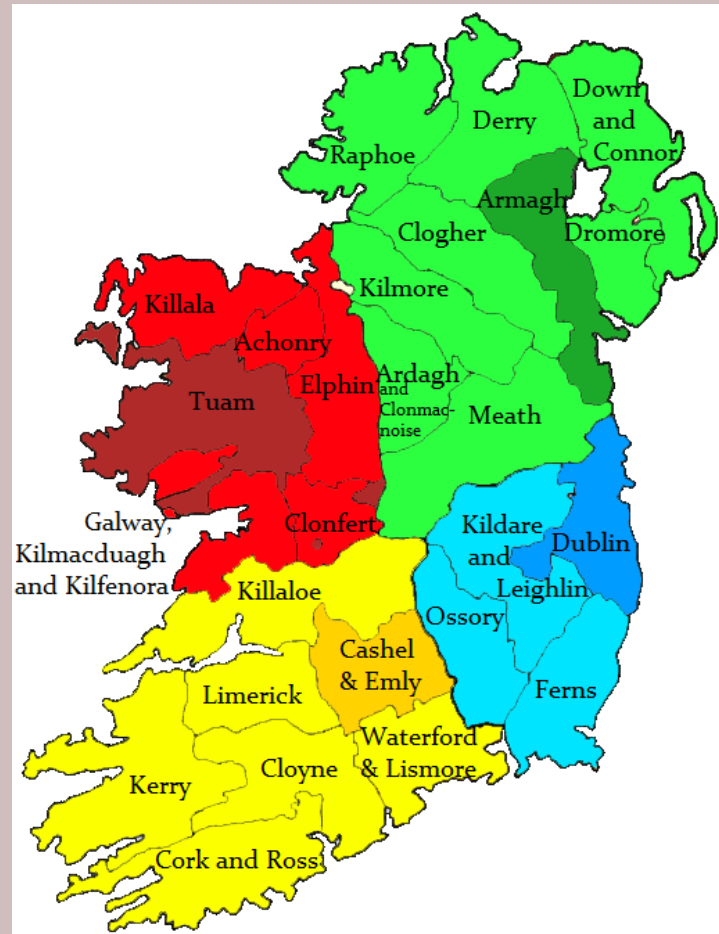 Down
and
Connor
Derry
Raphoe
Armagh
Clogher
Dromore
Kilmore
Killala
Achonry
Ardagh
and
Clonmac-
noise
Elphin
Tuam
Meath
Galway,
Kilmacduagh
and Kilfenora
Clonfert
Kildare
and
Dublin
Leighlin
Killaloe
Ossory
Cashel
& Emly
Limerick
Ferns
Waterford
& Lismore
Cloyne
Kerry
Cork and Ross